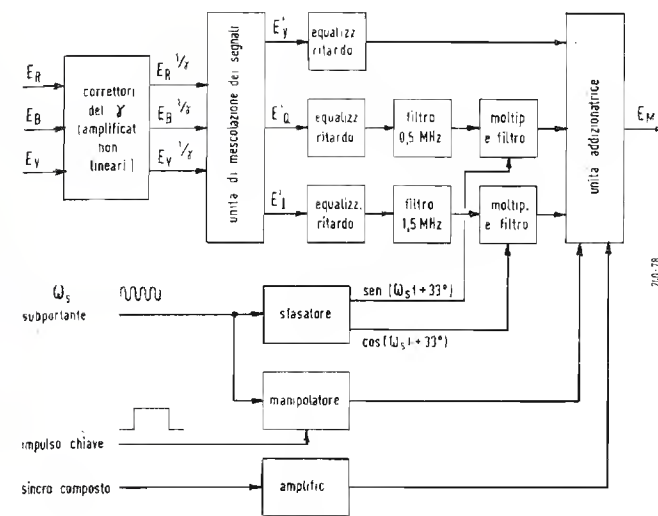 E_R
E_B
E_V
correttori
del γ
(amplificat
non
lineari)
E_R^1/γ
E_B^1/γ
E_V^1/γ
unita di mescolazione dei segnali
E'_y
E'_Q
E'_I
equalizz
ritardo
equalizz
ritardo
filtro
0,5 MHz
moltip
e filtro
equalizz.
ritardo
filtro
1,5 MHz
moltip.
e filtro
unita addizionatrice
E_M
ω_s
subportante
sfasatore
sen (ω_s t + 33°)
cos (ω_s t + 33°)
manipolatore
impulso chiave
sincro composto
amplific